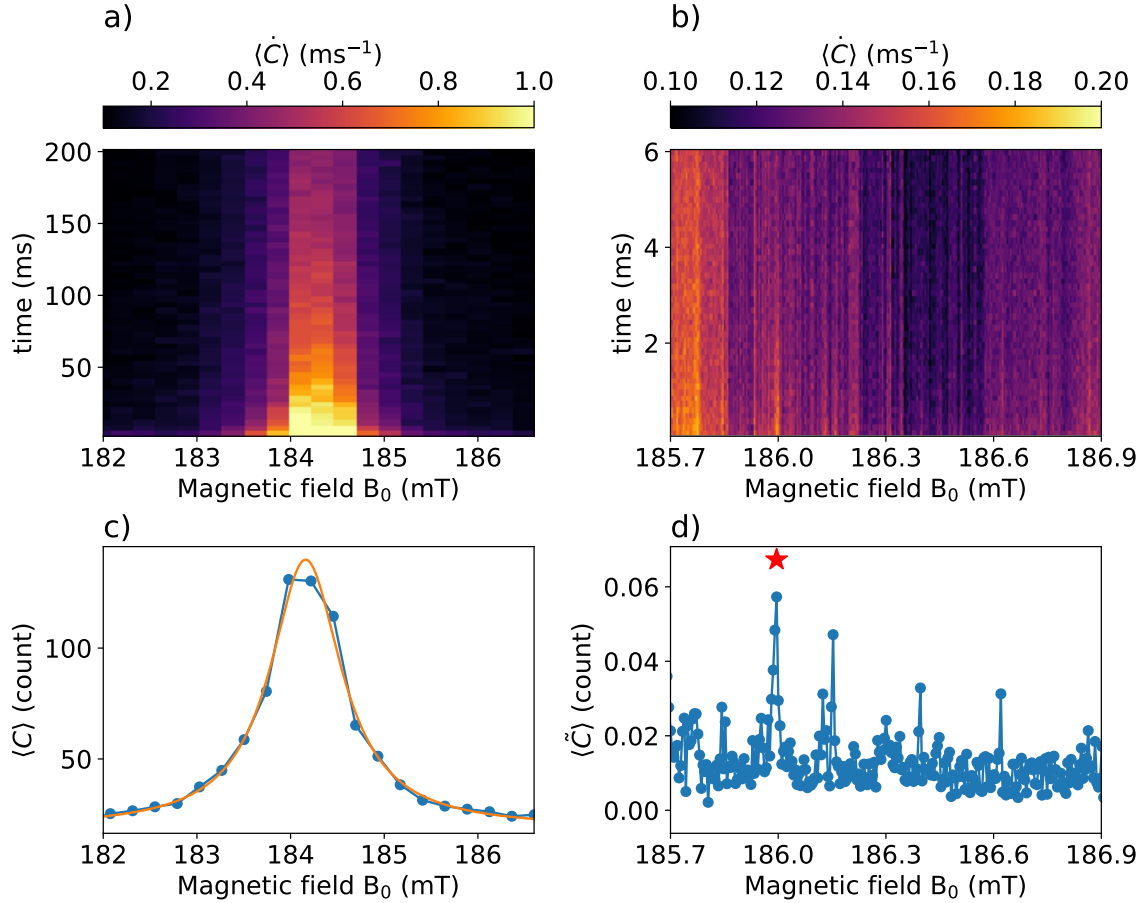 a)
⟨Ċ⟩ (ms⁻¹)
0.2 0.4 0.6 0.8 1.0
200
150
100
50
time (ms)
182 183 184 185 186
Magnetic field B₀ (mT)
b)
⟨Ċ⟩ (ms⁻¹)
0.10 0.12 0.14 0.16 0.18 0.20
6
4
2
time (ms)
185.7 186.0 186.3 186.6 186.9
Magnetic field B₀ (mT)
c)
100
50
⟨C⟩ (count)
182 183 184 185 186
Magnetic field B₀ (mT)
d)
0.06
0.04
0.02
0.00
⟨C̃⟩ (count)
185.7 186.0 186.3 186.6 186.9
Magnetic field B₀ (mT)